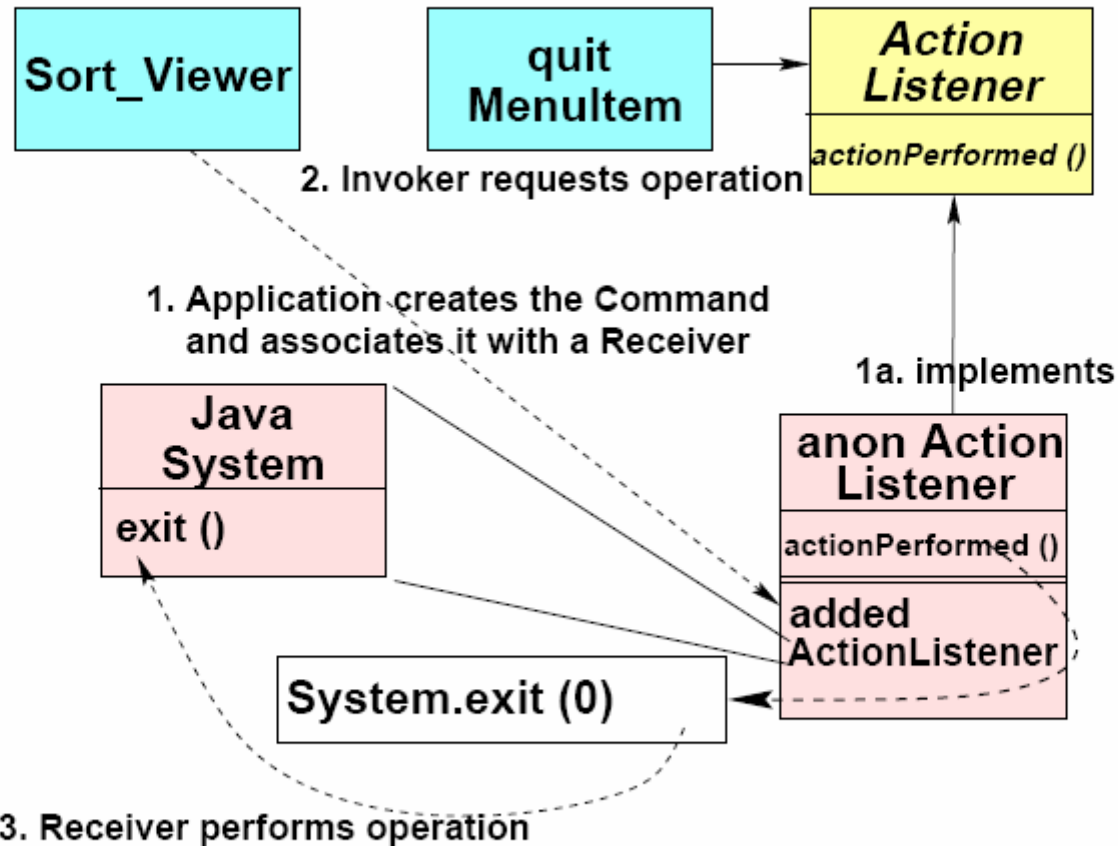 Sort_Viewer
quit
MenuItem
Action
Listener
actionPerformed ()
2. Invoker requests operation
1. Application creates the Command
and associates it with a Receiver
1a. implements
Java
System
exit ()
anon Action
Listener
actionPerformed ()
added
ActionListener
System.exit (0)
3. Receiver performs operation